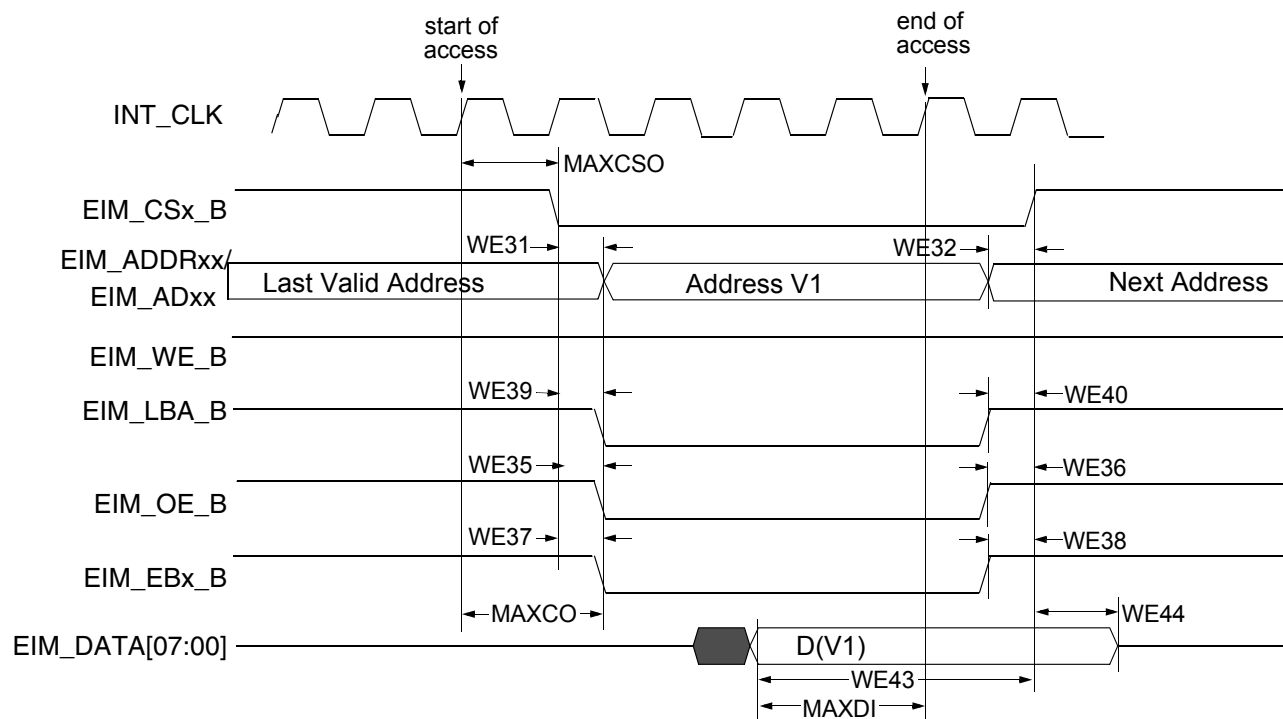 start of
access
end of
access
INT_CLK
MAXCSO
EIM_CSx_B
WE31
WE32
EIM_ADDRxx/
EIM_ADxx
Last Valid Address
Address V1
Next Address
EIM_WE_B
WE39
WE40
EIM_LBA_B
WE35
WE36
EIM_OE_B
WE37
WE38
EIM_EBx_B
MAXCO
WE44
EIM_DATA[07:00]
D(V1)
WE43
MAXDI